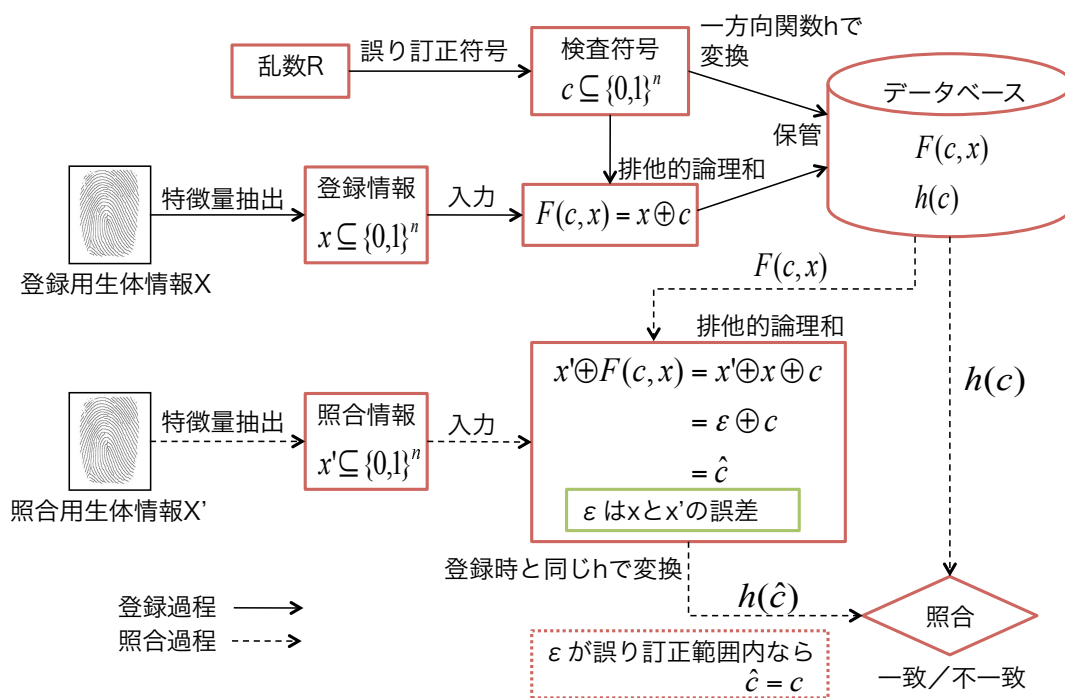 乱数R
誤り訂正符号
検査符号
c⊆{0,1}ⁿ
一方向関数hで
変換
データベース
F(c,x)
h(c)
保管
排他的論理和
特徴量抽出
登録情報
x⊆{0,1}ⁿ
入力
F(c,x)=x⊕c
登録用生体情報X
F(c,x)
排他的論理和
x'⊕F(c,x)=x'⊕x⊕c
=ε⊕c
=ĉ
εはxとx’の誤差
h(c)
特徴量抽出
照合情報
x'⊆{0,1}ⁿ
入力
照合用生体情報X’
登録時と同じhで変換
h(ĉ)
照合
一致／不一致
登録過程
照合過程
εが誤り訂正範囲内なら
ĉ=c